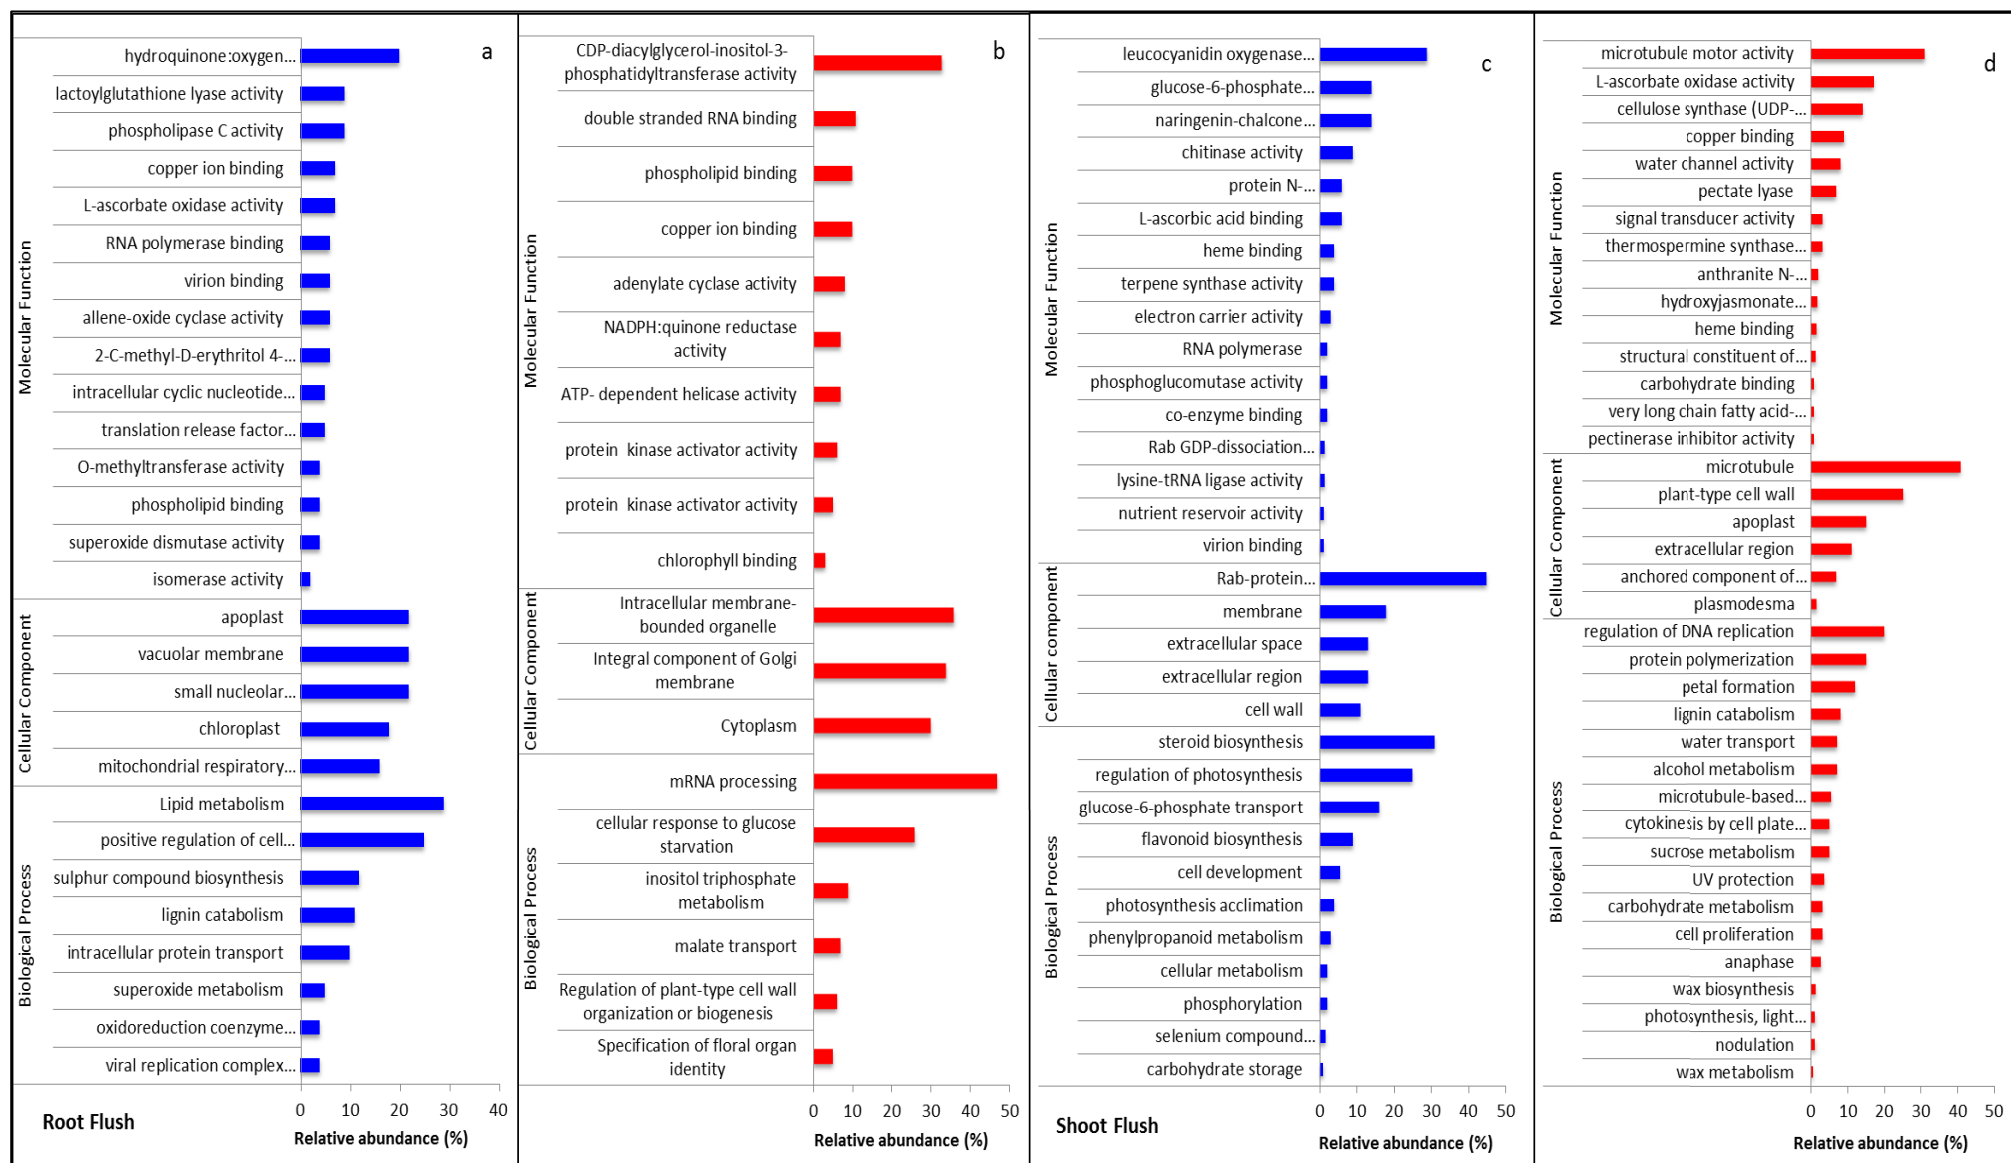 a
Molecular Function
hydroquinone:oxygen...
lactoylglutathione lyase activity
phospholipase C activity
copper ion binding
L-ascorbate oxidase activity
RNA polymerase binding
virion binding
allene-oxide cyclase activity
2-C-methyl-D-erythritol 4-...
intracellular cyclic nucleotide...
translation release factor...
O-methyltransferase activity
phospholipid binding
superoxide dismutase activity
isomerase activity
Cellular Component
apoplast
vacuolar membrane
small nucleolar...
chloroplast
mitochondrial respiratory...
Biological Process
Lipid metabolism
positive regulation of cell...
sulphur compound biosynthesis
lignin catabolism
intracellular protein transport
superoxide metabolism
oxidoreduction coenzyme...
viral replication complex...
0 10 20 30 40
Root Flush
Relative abundance (%)
b
Molecular Function
CDP-diacylglycerol-inositol-3-
phosphatidyltransferase activity
double stranded RNA binding
phospholipid binding
copper ion binding
adenylate cyclase activity
NADPH:quinone reductase
activity
ATP- dependent helicase activity
protein kinase activator activity
protein kinase activator activity
chlorophyll binding
Cellular Component
Intracellular membrane-
bounded organelle
Integral component of Golgi
membrane
Cytoplasm
Biological Process
mRNA processing
cellular response to glucose
starvation
inositol triphosphate
metabolism
malate transport
Regulation of plant-type cell wall
organization or biogenesis
Specification of floral organ
identity
0 10 20 30 40 50
Relative abundance (%)
c
Molecular Function
leucocyanidin oxygenase...
glucose-6-phosphate...
naringenin-chalcone...
chitinase activity
protein N-...
L-ascorbic acid binding
heme binding
terpene synthase activity
electron carrier activity
RNA polymerase
phosphoglucomutase activity
co-enzyme binding
Rab GDP-dissociation...
lysine-tRNA ligase activity
nutrient reservoir activity
virion binding
Cellular component
Rab-protein...
membrane
extracellular space
extracellular region
cell wall
Biological Process
steroid biosynthesis
regulation of photosynthesis
glucose-6-phosphate transport
flavonoid biosynthesis
cell development
photosynthesis acclimation
phenylpropanoid metabolism
cellular metabolism
phosphorylation
selenium compound...
carbohydrate storage
0 10 20 30 40 50
Shoot Flush
Relative abundance (%)
d
Molecular Function
microtubule motor activity
L-ascorbate oxidase activity
cellulose synthase (UDP-...
copper binding
water channel activity
pectate lyase
signal transducer activity
thermospermine synthase...
anthranite N-...
hydroxyjasmonate...
heme binding
structural constituent of...
carbohydrate binding
very long chain fatty acid-...
pectinerase inhibitor activity
Cellular Component
microtubule
plant-type cell wall
apoplast
extracellular region
anchored component of...
plasmodesma
Biological Process
regulation of DNA replication
protein polymerization
petal formation
lignin catabolism
water transport
alcohol metabolism
microtubule-based...
cytokinesis by cell plate...
sucrose metabolism
UV protection
carbohydrate metabolism
cell proliferation
anaphase
wax biosynthesis
photosynthesis, light...
nodulation
wax metabolism
0 10 20 30 40 50
Relative abundance (%)